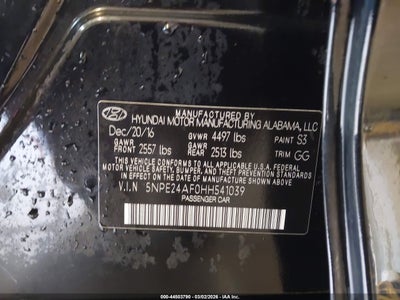 MANUFACTURED BY
HYUNDAI MOTOR MANUFACTURING ALABAMA, LLC
Dec/20/16 GVWR 4497 lbs PAINT S3
GAWR FRONT 2557 lbs GAWR REAR 2513 lbs TRIM GG
THIS VEHICLE CONFORMS TO ALL APPLICABLE U.S.A. FEDERAL
MOTOR VEHICLE SAFETY, BUMPER, AND THEFT PREVENTION
STANDARDS IN EFFECT ON THE DATE OF MANUFACTURE SHOWN ABOVE.
V.I.N 5NPE24AF0HH541039
PASSENGER CAR
000-44503790 - 03/02/2026 - © IAA Inc.